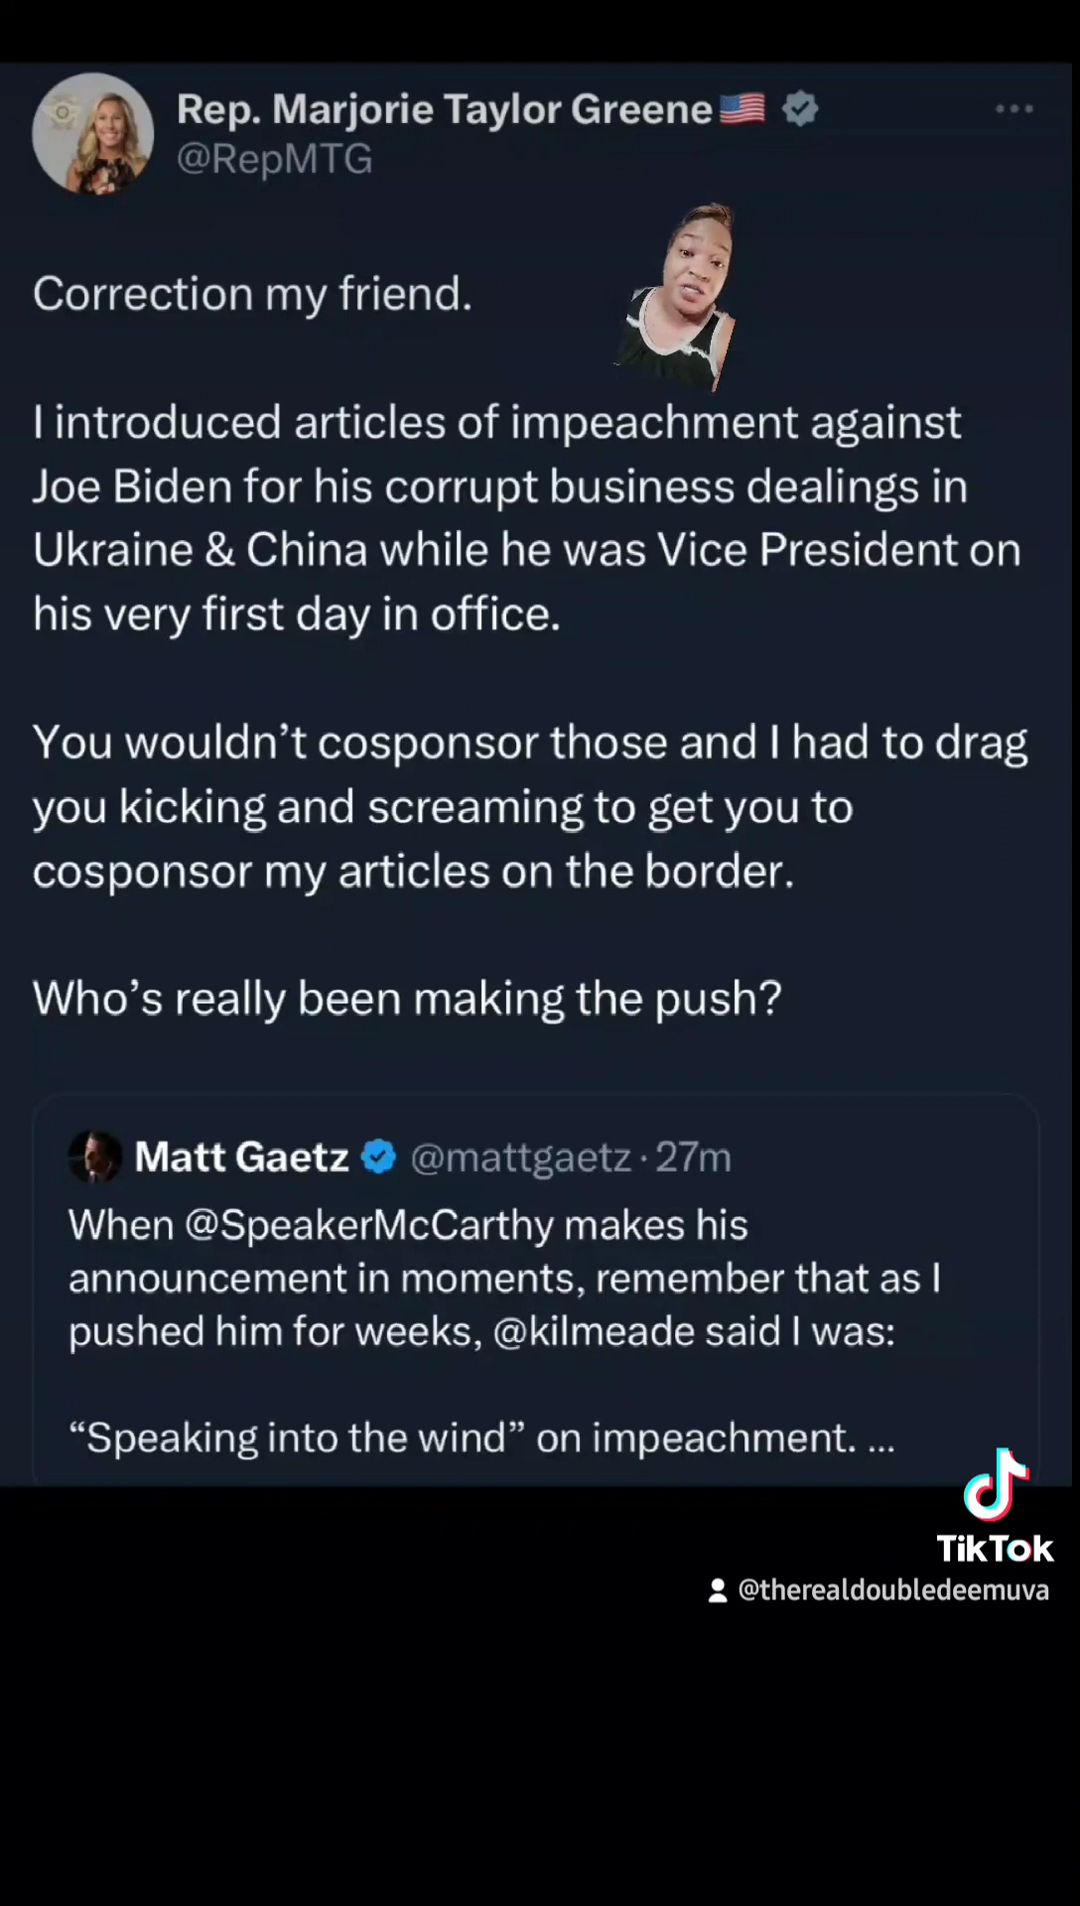 Rep. Marjorie Taylor Greene🇺🇸
@RepMTG
Correction my friend.
I introduced articles of impeachment against
Joe Biden for his corrupt business dealings in
Ukraine & China while he was Vice President on
his very first day in office.
You wouldn’t cosponsor those and I had to drag
you kicking and screaming to get you to
cosponsor my articles on the border.
Who’s really been making the push?
Matt Gaetz @mattgaetz · 27m
When @SpeakerMcCarthy makes his
announcement in moments, remember that as I
pushed him for weeks, @kilmeade said I was:
“Speaking into the wind” on impeachment. ...
TikTok
@therealdoubledeemuva